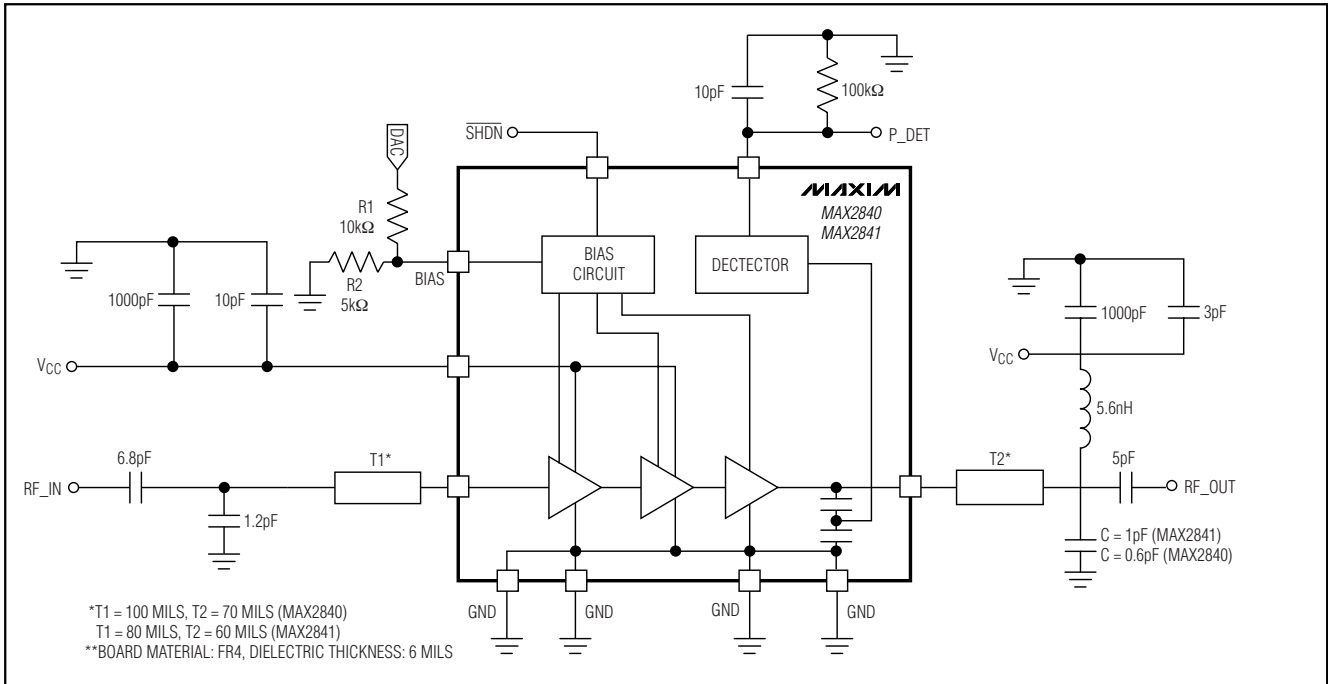 10pF
100kΩ
SHDN
P_DET
DAC
MAXIM
MAX2840
MAX2841
R1
10kΩ
BIAS
CIRCUIT
DECTECTOR
BIAS
R2
5kΩ
1000pF
10pF
1000pF
3pF
VCC
VCC
5.6nH
6.8pF
T1*
T2*
5pF
RF_IN
RF_OUT
1.2pF
C = 1pF (MAX2841)
C = 0.6pF (MAX2840)
GND
GND
GND
GND
*T1 = 100 MILS, T2 = 70 MILS (MAX2840)
T1 = 80 MILS, T2 = 60 MILS (MAX2841)
**BOARD MATERIAL: FR4, DIELECTRIC THICKNESS: 6 MILS